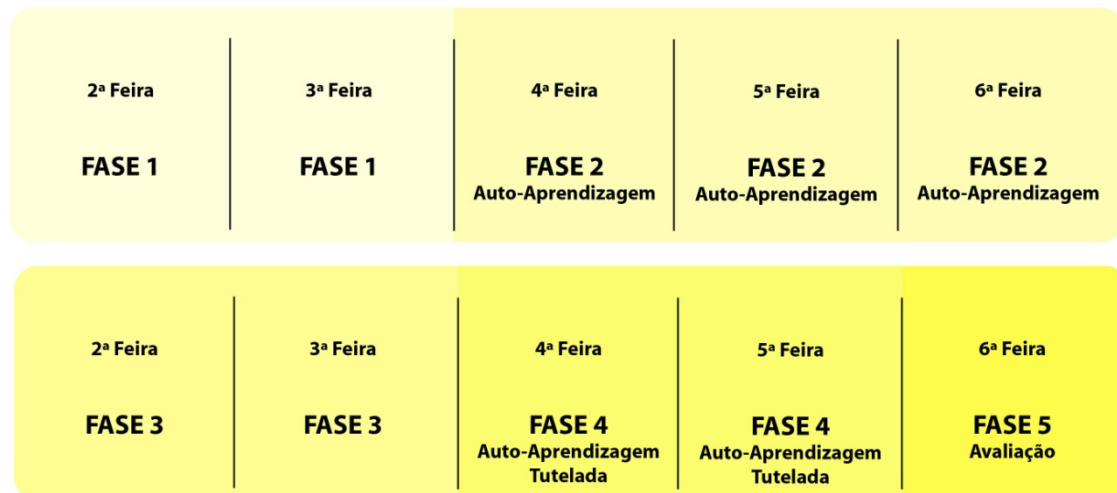 2ª Feira
3ª Feira
4ª Feira
5ª Feira
6ª Feira
FASE 1
FASE 1
FASE 2
Auto-Aprendizagem
FASE 2
Auto-Aprendizagem
FASE 2
Auto-Aprendizagem
2ª Feira
3ª Feira
4ª Feira
5ª Feira
6ª Feira
FASE 3
FASE 3
FASE 4
Auto-Aprendizagem
Tutelada
FASE 4
Auto-Aprendizagem
Tutelada
FASE 5
Avaliação